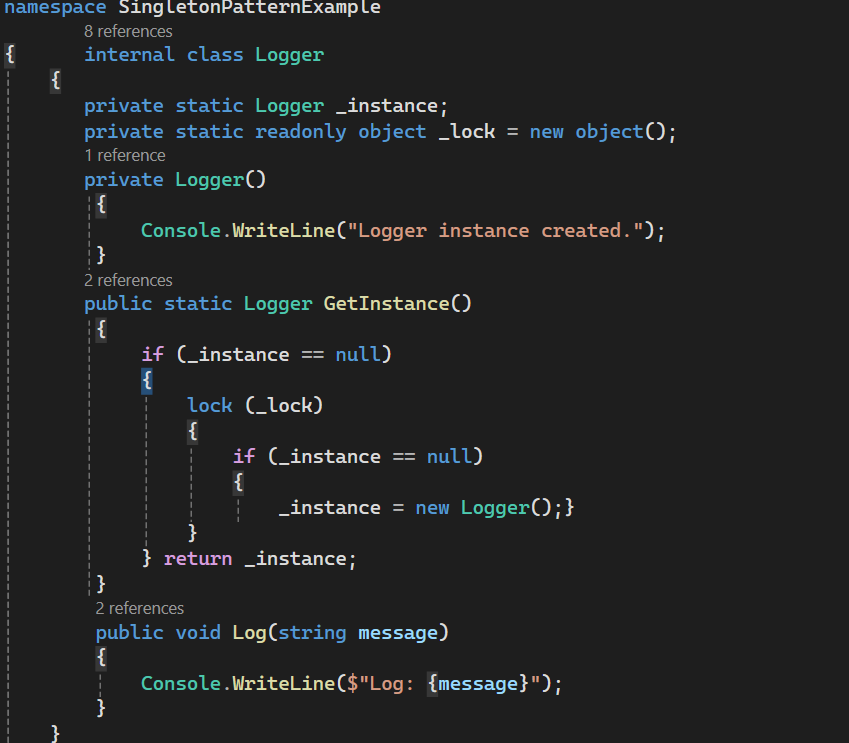 namespace SingletonPatternExample
8 references
{ internal class Logger
{
private static Logger _instance;
private static readonly object _lock = new object();
1 reference
private Logger()
{
Console.WriteLine("Logger instance created.");
}
2 references
public static Logger GetInstance()
{
if (_instance == null)
{
lock (_lock)
{
if (_instance == null)
{
_instance = new Logger();}
}
} return _instance;
}
2 references
public void Log(string message)
{
Console.WriteLine($"Log: {message}");
}
}